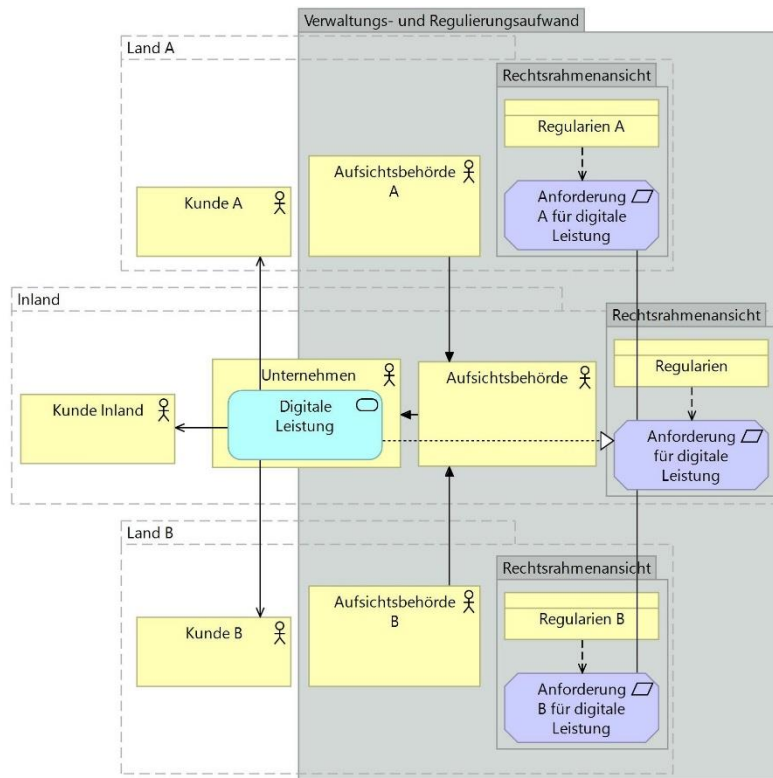 Verwaltungs- und Regulierungsaufwand
Land A
Rechtsrahmenansicht
Regularien A
Kunde A
Aufsichtsbehörde
A
Anforderung
A für digitale
Leistung
Inland
Rechtsrahmenansicht
Unternehmen
Aufsichtsbehörde
Regularien
Kunde Inland
Digitale
Leistung
Anforderung
für digitale
Leistung
Land B
Rechtsrahmenansicht
Kunde B
Aufsichtsbehörde
B
Regularien B
Anforderung
B für digitale
Leistung